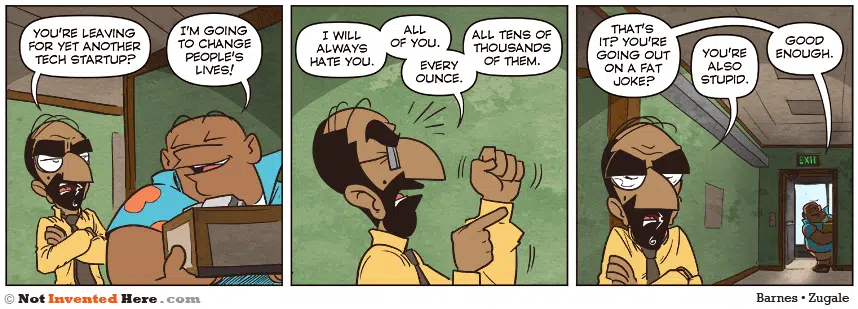 YOU'RE LEAVING
FOR YET ANOTHER
TECH STARTUP?
I'M GOING
TO CHANGE
PEOPLE'S
LIVES!
I WILL
ALWAYS
HATE YOU.
ALL
OF YOU.
EVERY
OUNCE.
ALL TENS OF
THOUSANDS
OF THEM.
THAT'S
IT? YOU'RE
GOING OUT
ON A FAT
JOKE?
YOU'RE
ALSO
STUPID.
GOOD
ENOUGH.
EXIT
© NotInventedHere.com
Barnes • Zugale